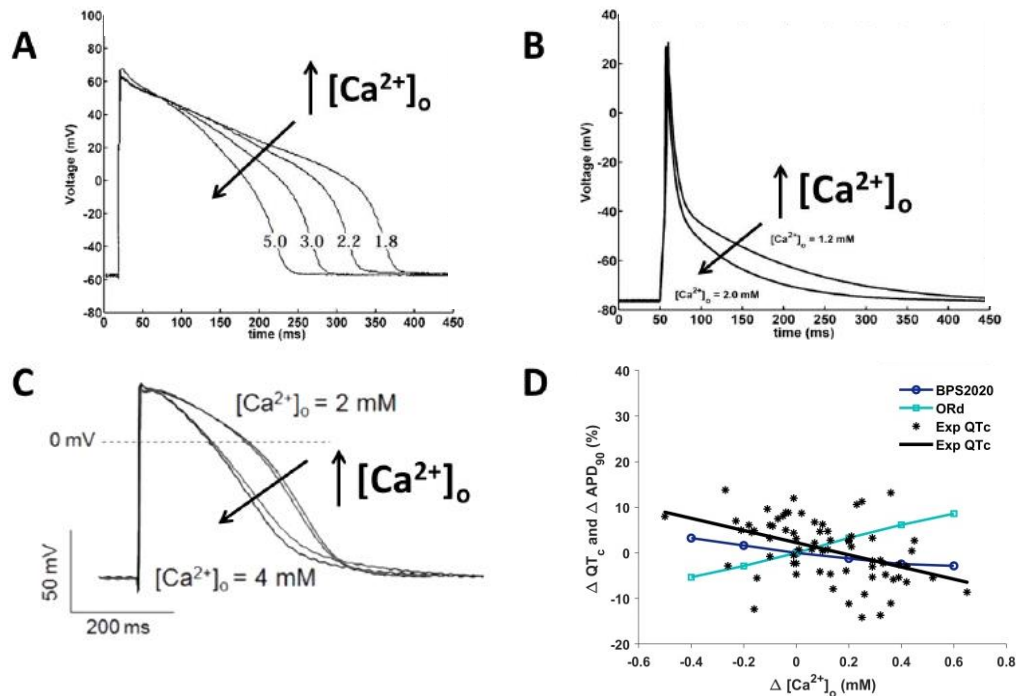 A
100
80
60
40
20
0
-20
-40
-60
-80
Voltage (mV)
[Ca²⁺]ₒ
5.0 3.0 2.2 1.8
0 50 100 150 200 250 300 350 400 450
time (ms)
B
40
20
0
-20
-40
-60
-80
Voltage (mV)
[Ca²⁺]ₒ
[Ca²⁺]ₒ = 1.2 mM
[Ca²⁺]ₒ = 2.0 mM
0 50 100 150 200 250 300 350 400 450
time (ms)
C
[Ca²⁺]ₒ = 2 mM
0 mV
[Ca²⁺]ₒ
[Ca²⁺]ₒ = 4 mM
50 mV
200 ms
D
40
30
20
10
0
-10
-20
Δ QTc and Δ APD₉₀ (%)
BPS2020
ORd
Exp QTc
Exp QTc
-0.6 -0.4 -0.2 0 0.2 0.4 0.6 0.8
Δ [Ca²⁺]ₒ (mM)